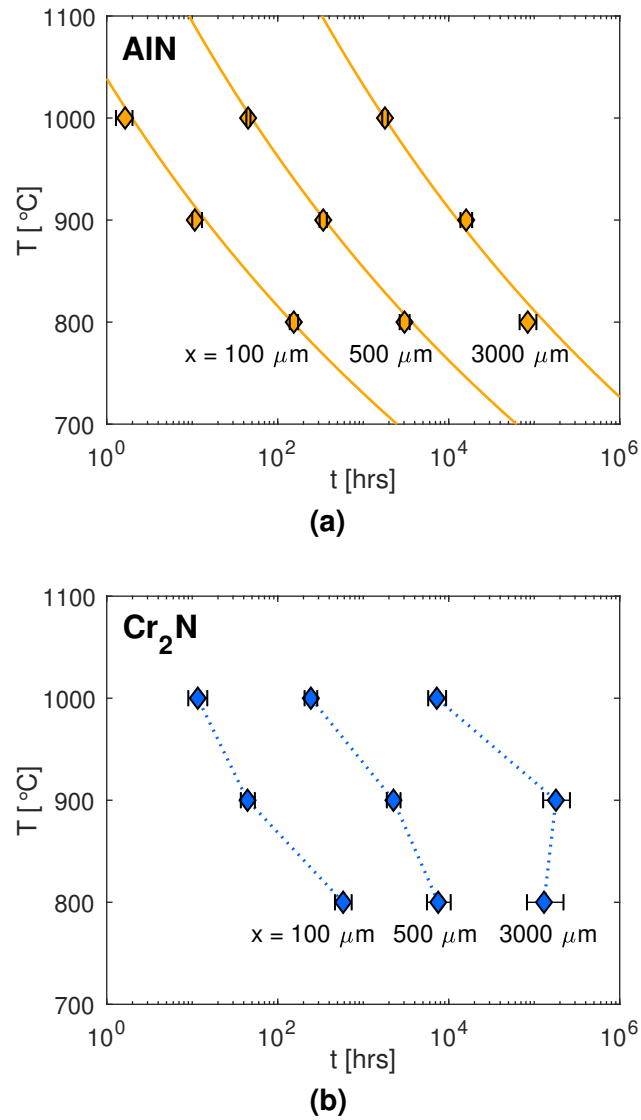 1100
AlN
1000
900
T [ °C]
800
x = 100 μm 500 μm 3000 μm
700
10^0 10^2 10^4 10^6
t [hrs]
(a)
1100
Cr₂N
1000
900
T [ °C]
800
x = 100 μm 500 μm 3000 μm
700
10^0 10^2 10^4 10^6
t [hrs]
(b)